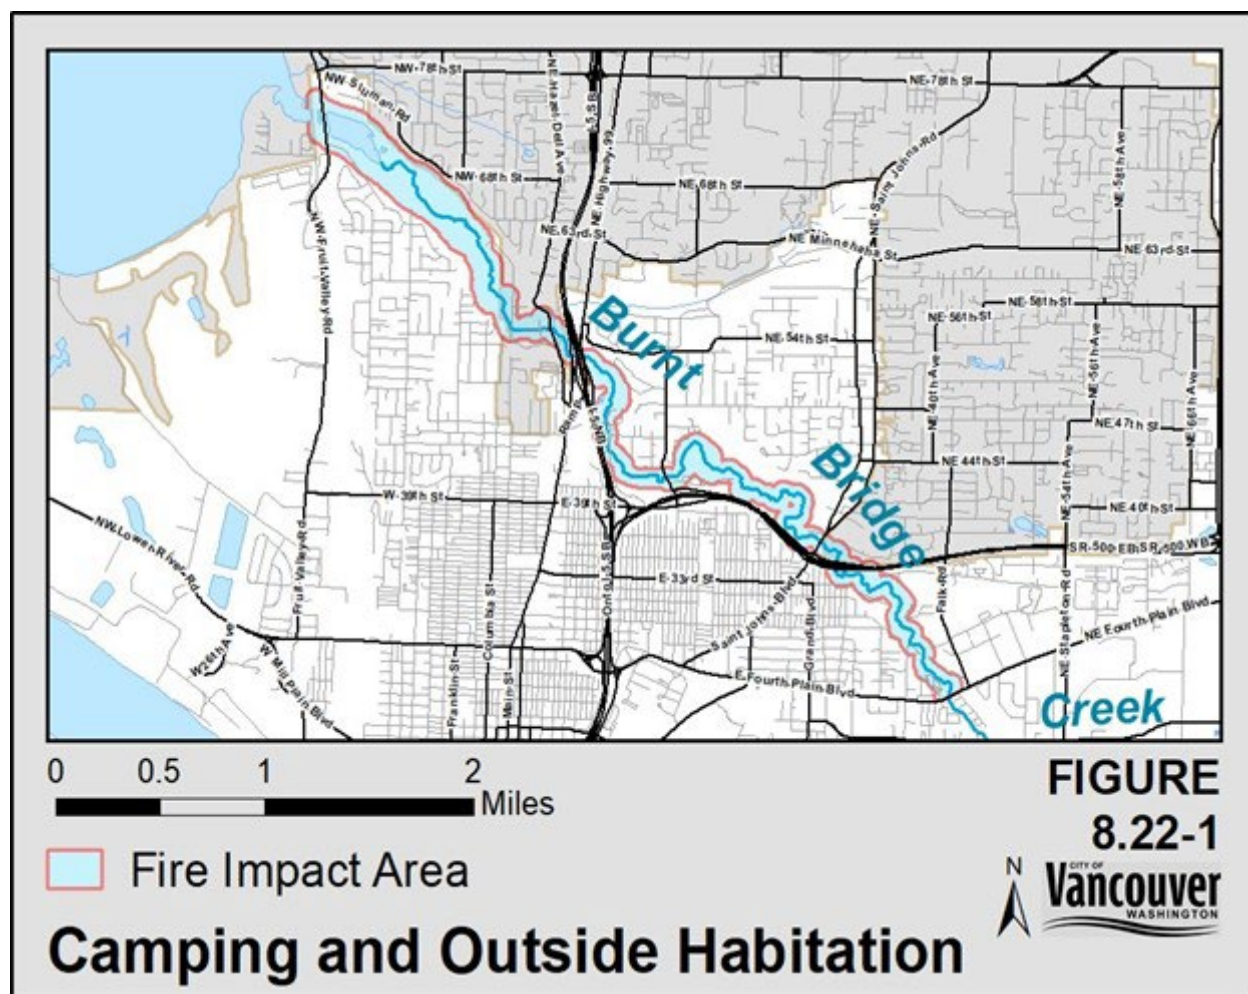 NW 78th St
NE 78th St
NW Sluman Rd
NE Hazel Dell Ave
I-5 SB
NE Highway 99
NE Saint Johns Rd
NE 58th Ave
NW 68th St
NE 68th St
NE 63rd St
NE Minnehaha St
NE 63rd St
NW Fruit Valley Rd
Burnt
NE 58th St
NE 56th St
NE 54th St
NE 40th Ave
NE 56th Ave
NE 66th Ave
NE 47th St
Ramp
I-5 NB
Bridge
NE 44th St
NE 54th Ave
W 39th St
E 39th St
NE 40th St
NW Lower River Rd
Fruit Valley Rd
SR-500 EB
SR-500 WB
E 33rd St
Columbia St
Saint Johns Blvd
Grand Blvd
Falk Rd
NE Stapleton Rd
NE Fourth Plain Blvd
W 26th Ave
W Mill Plain Blvd
Franklin St
Main St
E Fourth Plain Blvd
Creek
0 0.5 1 2
Miles
FIGURE
8.22-1
Fire Impact Area
N
CITY OF
Vancouver
WASHINGTON
Camping and Outside Habitation